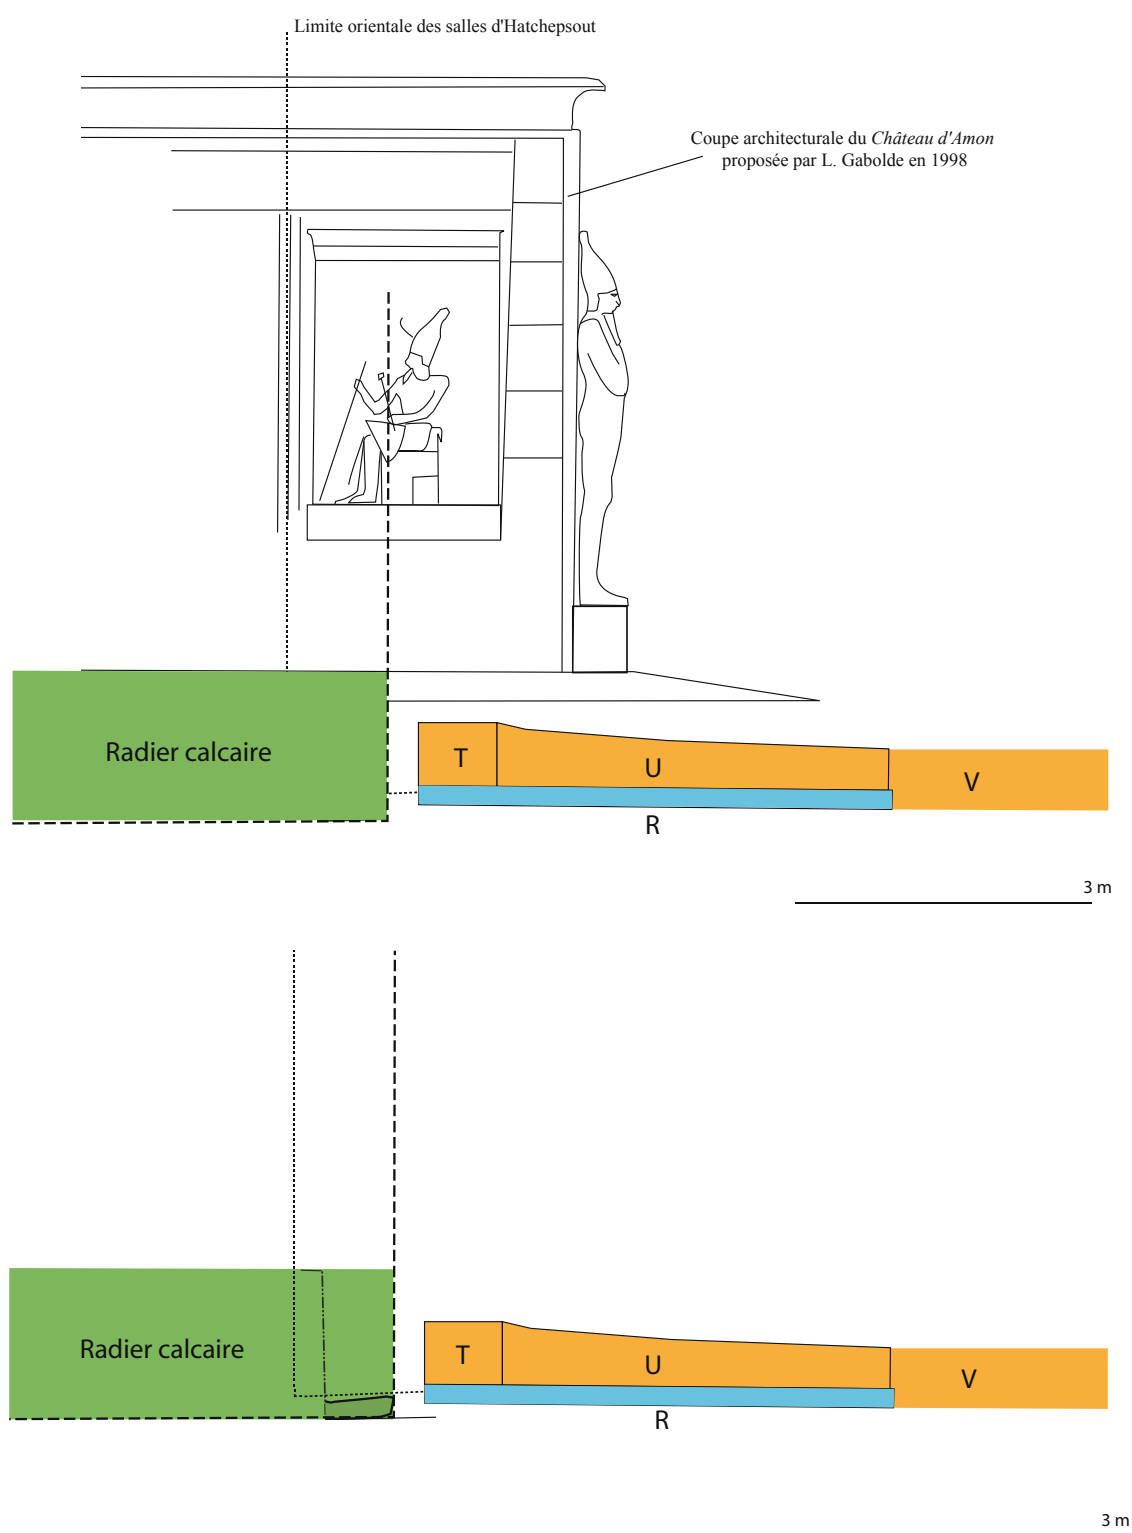 Limite orientale des salles d'Hatchepsout
Coupe architecturale du Château d'Amon
proposée par L. Gabolde en 1998
Radier calcaire
T
U
V
R
3 m
Radier calcaire
T
U
V
R
3 m